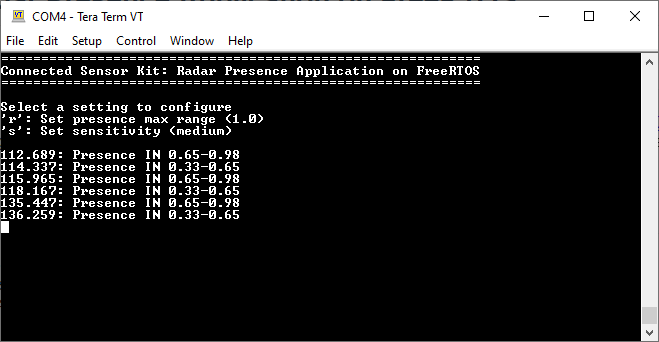 COM4 - Tera Term VT
File Edit Setup Control Window Help
============================================================
Connected Sensor Kit: Radar Presence Application on FreeRTOS
============================================================
Select a setting to configure
'r': Set presence max range (1.0)
's': Set sensitivity (medium)
112.689: Presence IN 0.65-0.98
114.337: Presence IN 0.33-0.65
115.965: Presence IN 0.65-0.98
118.167: Presence IN 0.33-0.65
135.447: Presence IN 0.65-0.98
136.259: Presence IN 0.33-0.65